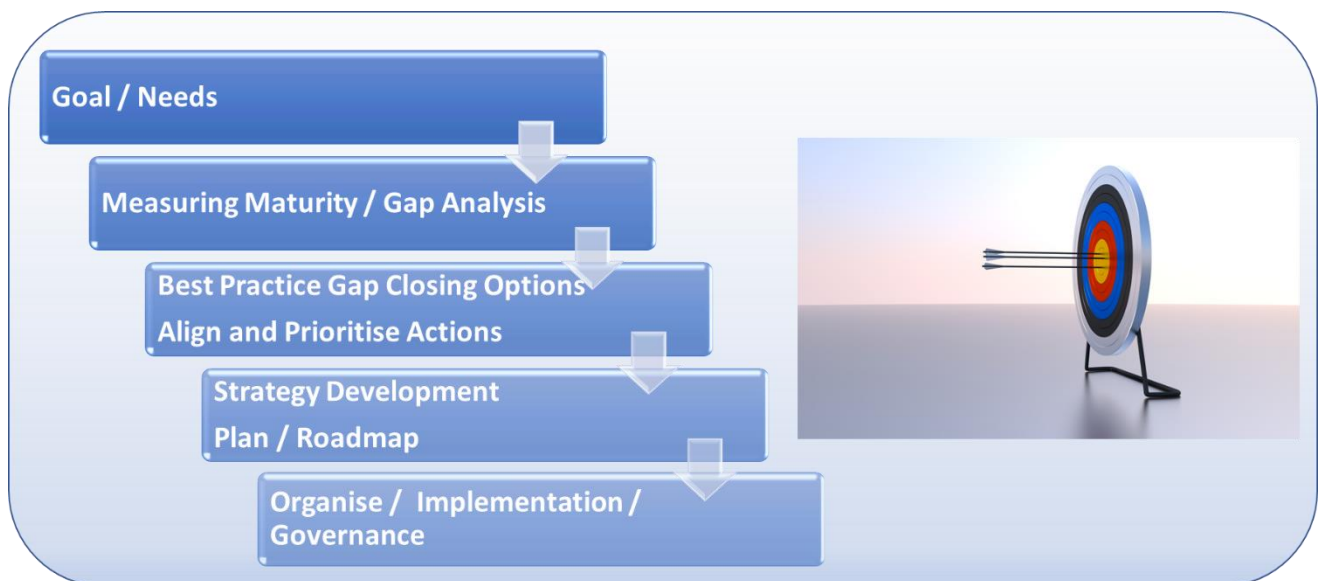 Goal / Needs
Measuring Maturity / Gap Analysis
Best Practice Gap Closing Options
Align and Prioritise Actions
Strategy Development
Plan / Roadmap
Organise / Implementation /
Governance